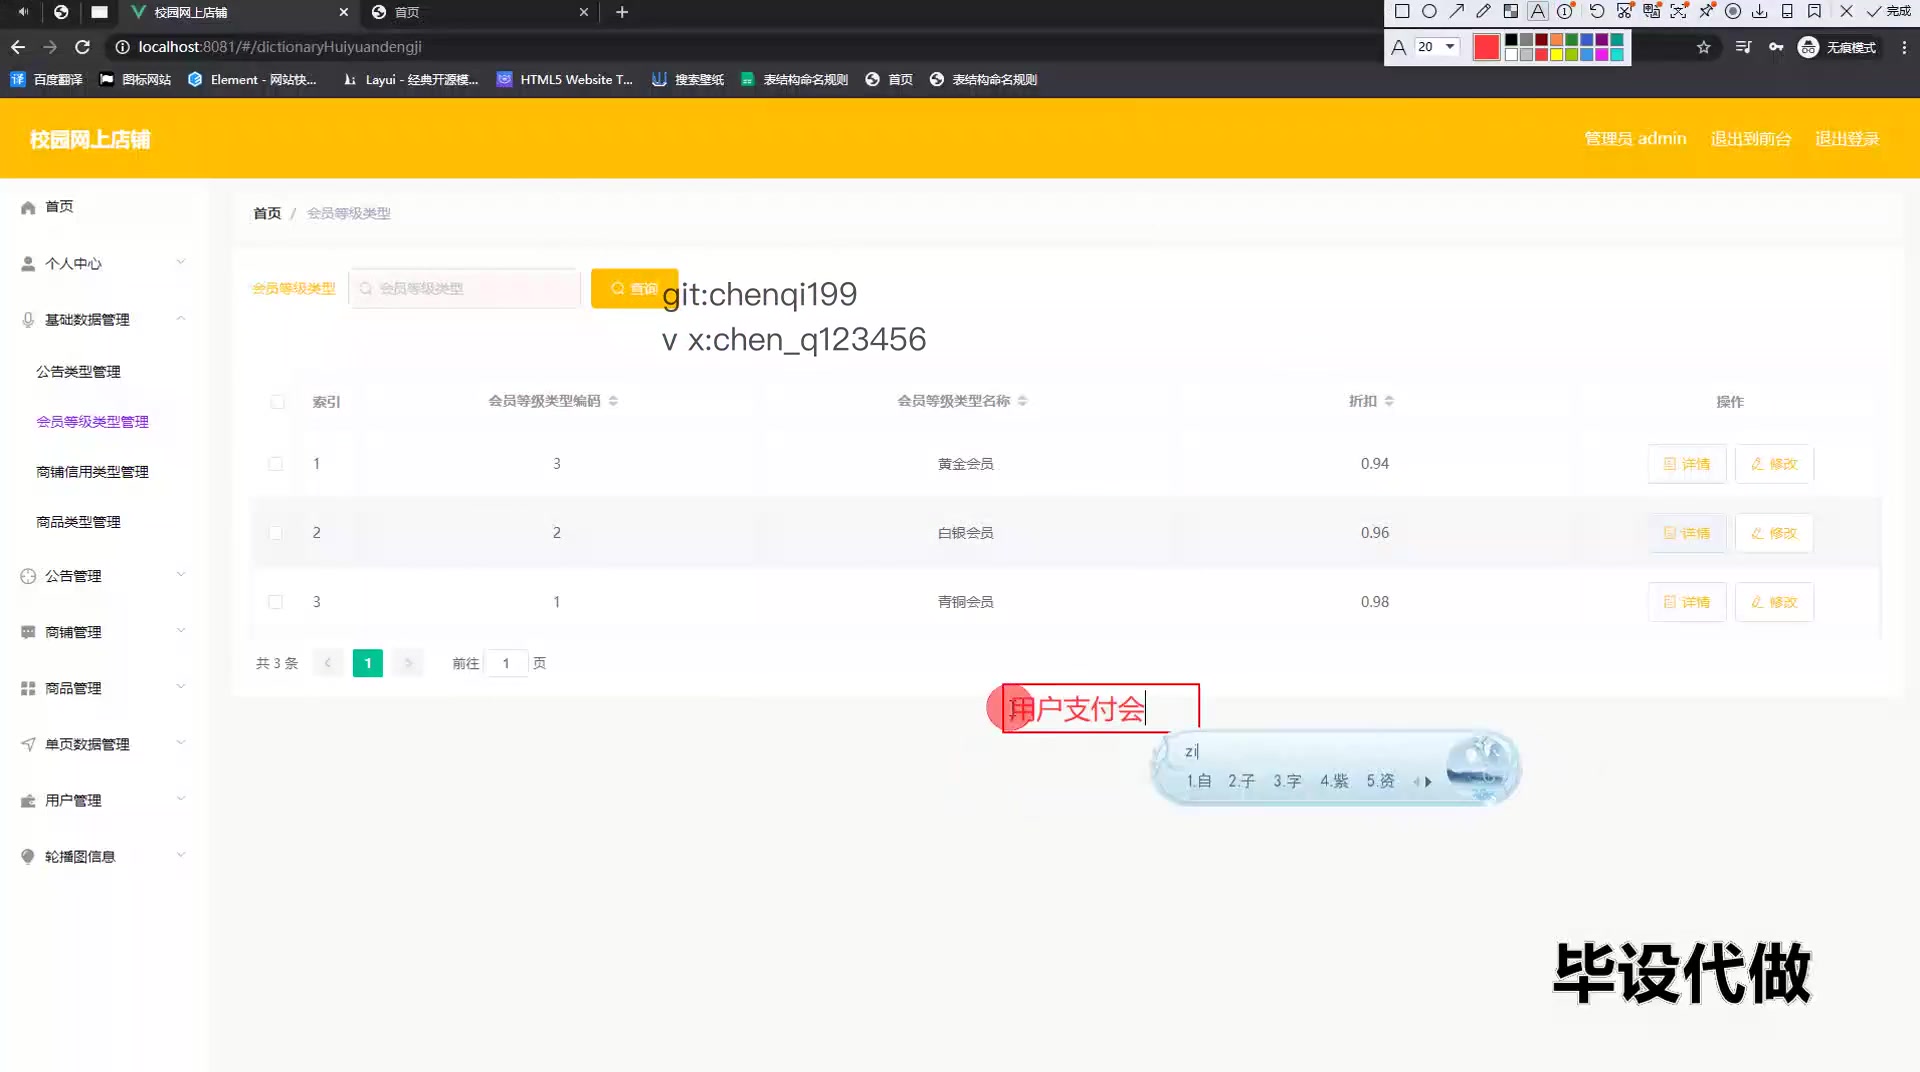 校园网上店铺
首页
完成
20
localhost:8081/#/dictionaryHuiyuandengji
无痕模式
百度翻译
图标网站
Element - 网站快...
Layui - 经典开源模...
HTML5 Website T...
搜索壁纸
表结构命名规则
首页
表结构命名规则
校园网上店铺
管理员 admin
退出到前台
退出登录
首页
个人中心
基础数据管理
公告类型管理
会员等级类型管理
商铺信用类型管理
商品类型管理
公告管理
商铺管理
商品管理
单页数据管理
用户管理
轮播图信息
首页 / 会员等级类型
会员等级类型
会员等级类型
查询
git:chenqi199
v x:chen_q123456
索引 会员等级类型编码 会员等级类型名称 折扣 操作
1 3 黄金会员 0.94 详情 修改
2 2 白银会员 0.96 详情 修改
3 1 青铜会员 0.98 详情 修改
共 3 条 1 前往 1 页
用户支付会
zi
1.自 2.子 3.字 4.紫 5.资
毕设代做